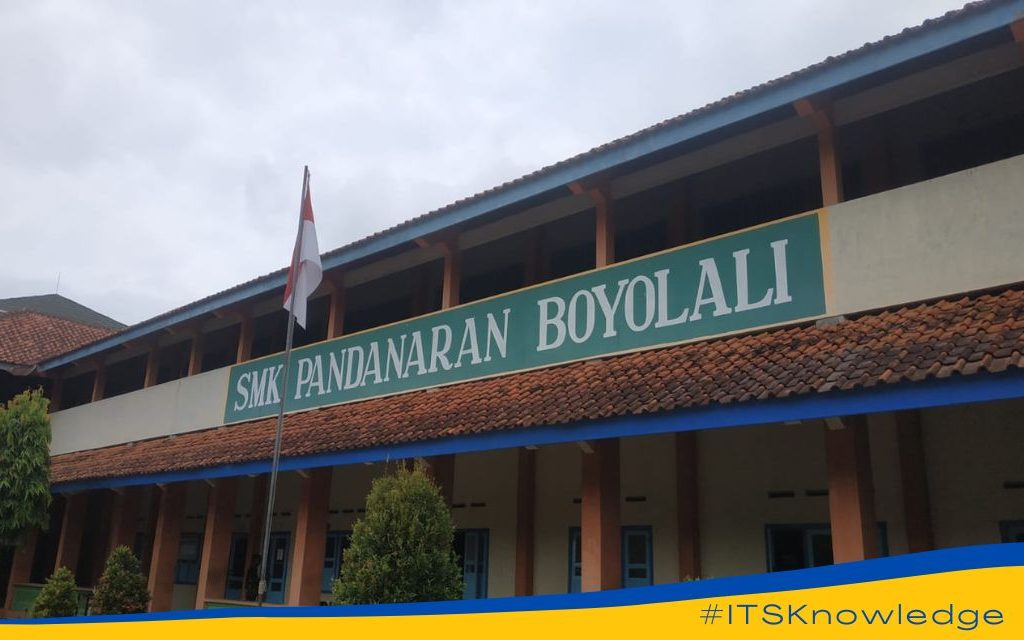 SMK PANDANARAN BOYOLALI
#ITSKnowledge